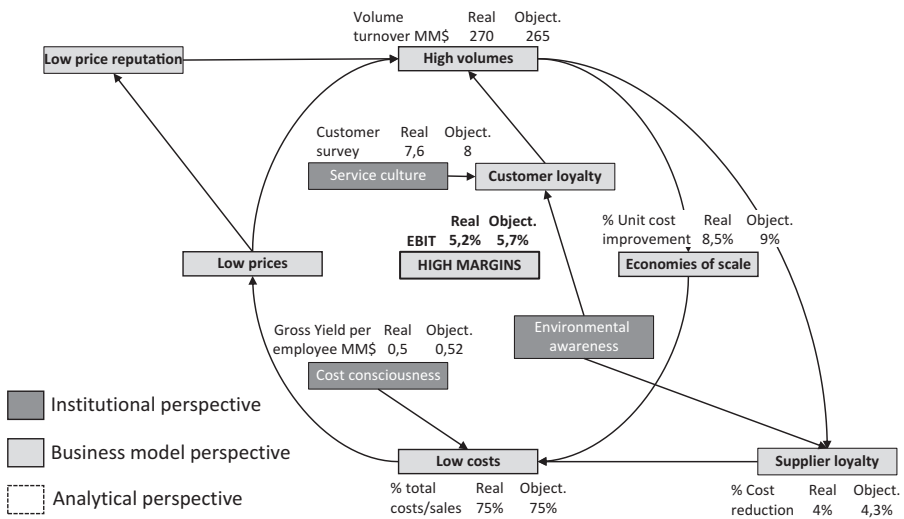 Volume Real Object.
turnover MM$ 270 265
Low price reputation
High volumes
Customer Real Object.
survey 7,6 8
Service culture
Customer loyalty
Real Object.
EBIT 5,2% 5,7%
HIGH MARGINS
% Unit cost Real Object.
improvement 8,5% 9%
Low prices
Economies of scale
Gross Yield per Real Object.
employee MM$ 0,5 0,52
Cost consciousness
Environmental
awareness
Institutional perspective
Business model perspective
Analytical perspective
Low costs
% total Real Object.
costs/sales 75% 75%
Supplier loyalty
% Cost Real Object.
reduction 4% 4,3%